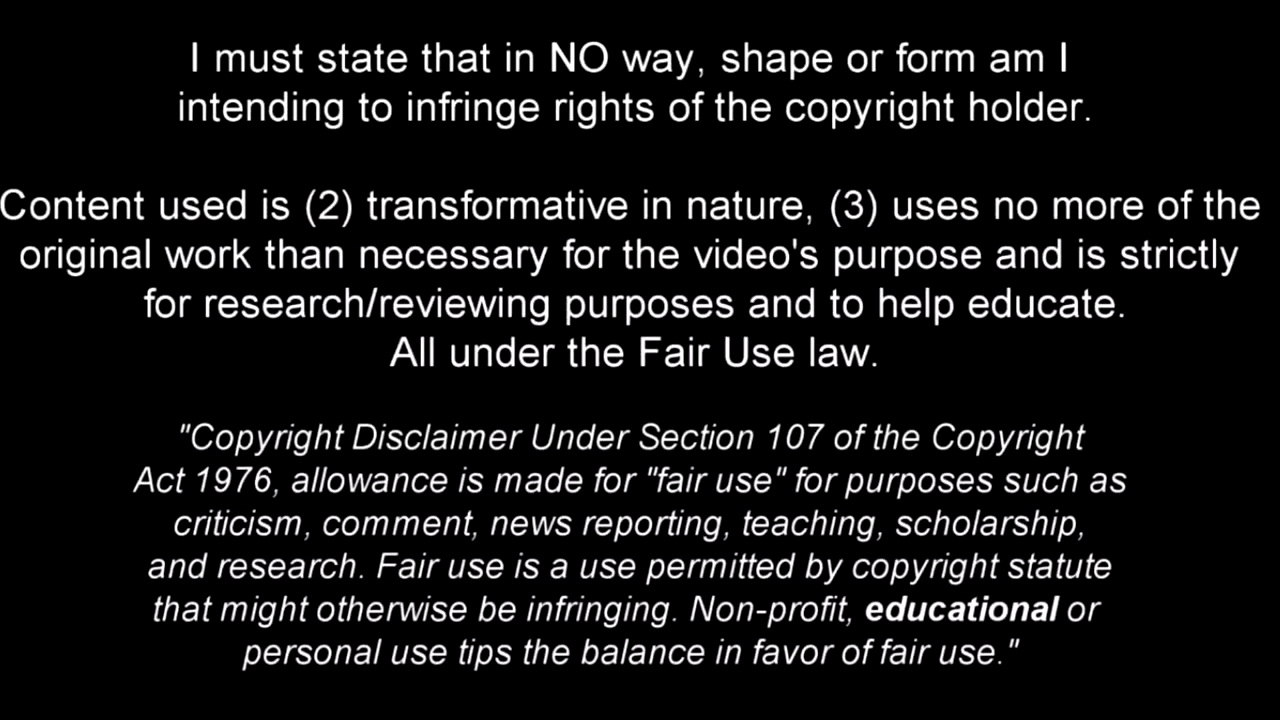 I must state that in NO way, shape or form am I
intending to infringe rights of the copyright holder.
Content used is (2) transformative in nature, (3) uses no more of the
original work than necessary for the video's purpose and is strictly
for research/reviewing purposes and to help educate.
All under the Fair Use law.
"Copyright Disclaimer Under Section 107 of the Copyright
Act 1976, allowance is made for "fair use" for purposes such as
criticism, comment, news reporting, teaching, scholarship,
and research. Fair use is a use permitted by copyright statute
that might otherwise be infringing. Non-profit, educational or
personal use tips the balance in favor of fair use."